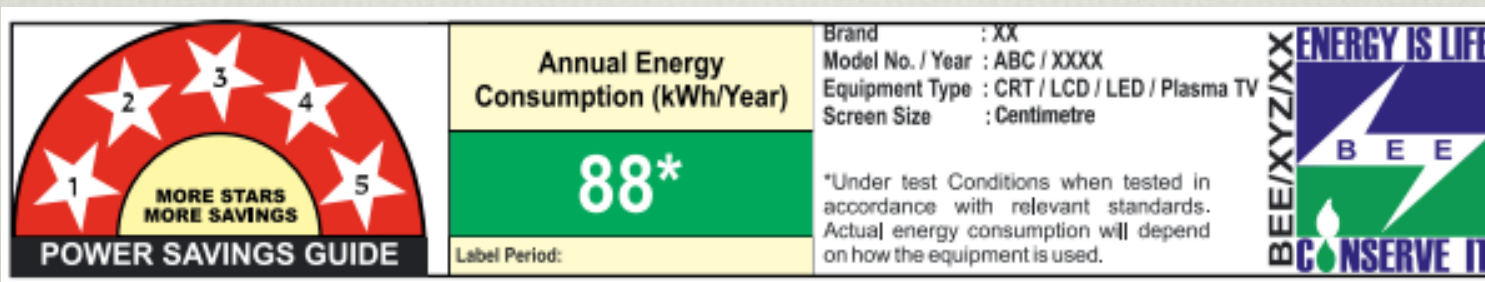 1
2
3
4
5
MORE STARS
MORE SAVINGS
POWER SAVINGS GUIDE
Annual Energy
Consumption (kWh/Year)
88*
Label Period:
Brand : XX
Model No. / Year : ABC / XXXX
Equipment Type : CRT / LCD / LED / Plasma TV
Screen Size : Centimetre
*Under test Conditions when tested in
accordance with relevant standards.
Actual energy consumption will depend
on how the equipment is used.
BEE/XYZ/XX
ENERGY IS LIFE
BEE
CONSERVE IT